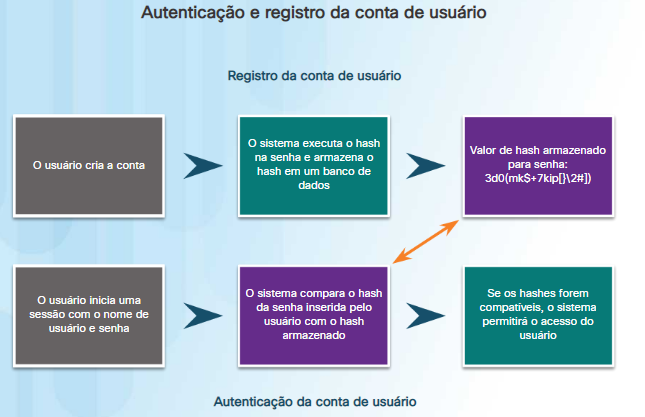 Autenticação e registro da conta de usuário
Registro da conta de usuário
O usuário cria a conta
O sistema executa o hash
na senha e armazena o
hash em um banco de
dados
Valor de hash armazenado
para senha:
3d0(mk$+7kip[}\2#])
O usuário inicia uma
sessão com o nome de
usuário e senha
O sistema compara o hash
da senha inserida pelo
usuário com o hash
armazenado
Se os hashes forem
compatíveis, o sistema
permitirá o acesso do
usuário
Autenticação da conta de usuário